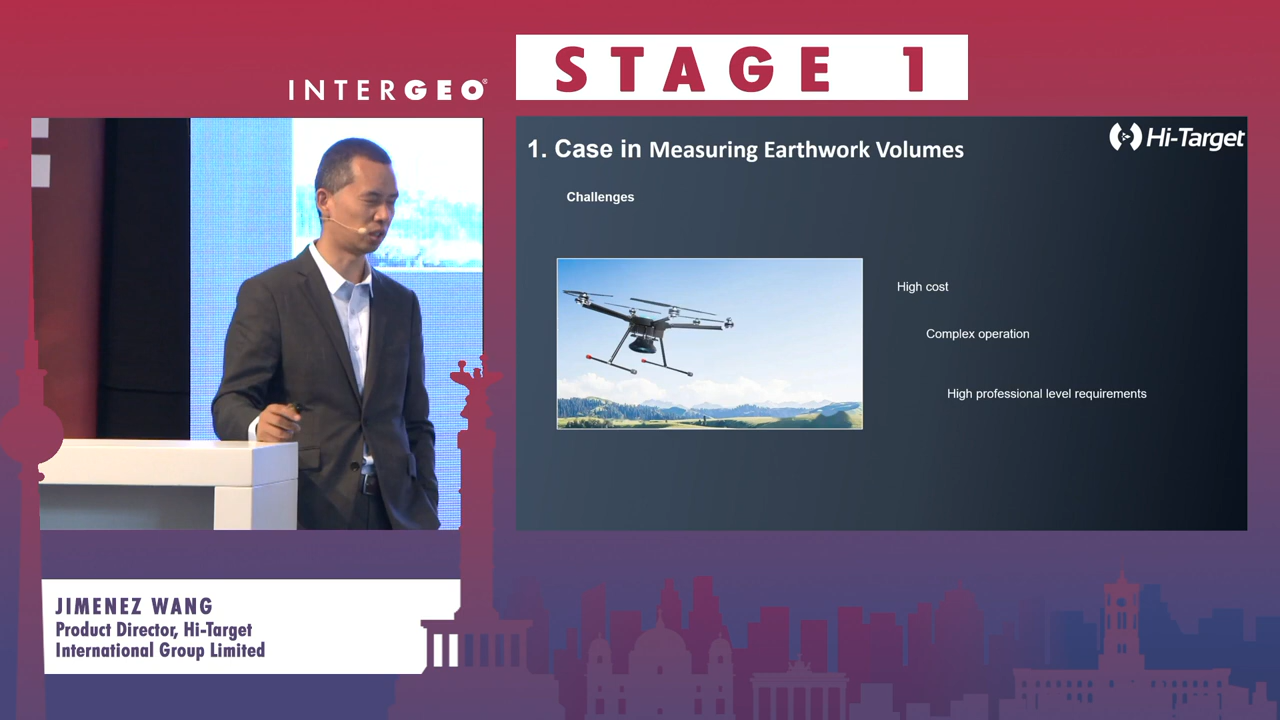 STAGE 1
INTERGEO®
1. Case in Measuring Earthwork Volumes
Hi-Target
Challenges
High cost
Complex operation
High professional level requirements
JIMENEZ WANG
Product Director, Hi-Target
International Group Limited